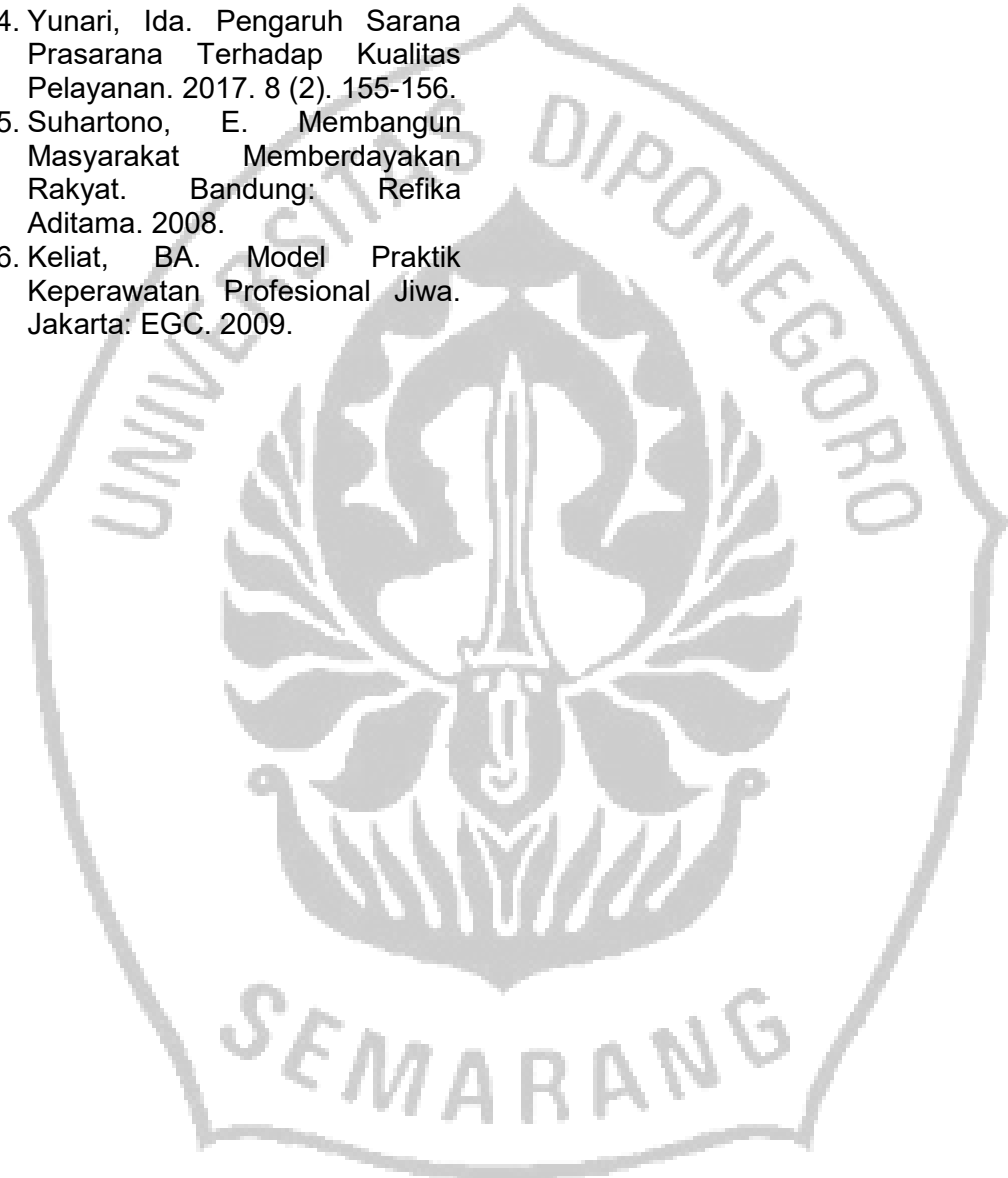 4. Yunari, Ida. Pengaruh Sarana
Prasarana Terhadap Kualitas
Pelayanan. 2017. 8 (2). 155-156.
5. Suhartono, E. Membangun
Masyarakat Memberdayakan
Rakyat. Bandung: Refika
Aditama. 2008.
6. Keliat, BA. Model Praktik
Keperawatan Profesional Jiwa.
Jakarta: EGC. 2009.
UNIVERSITAS DIPONEGORO
SEMARANG